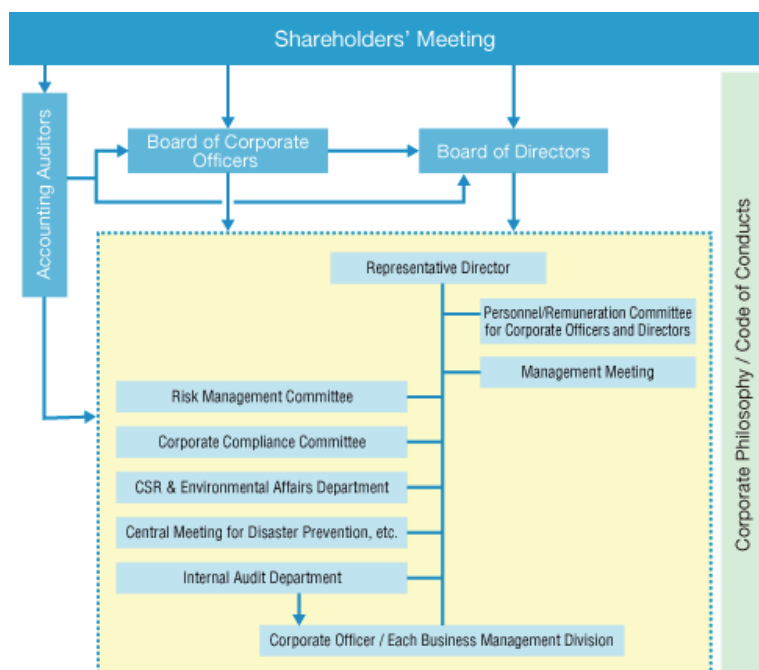 Shareholders' Meeting
Accounting Auditors
Board of Corporate
Officers
Board of Directors
Representative Director
Personnel/Remuneration Committee
for Corporate Officers and Directors
Management Meeting
Risk Management Committee
Corporate Compliance Committee
CSR & Environmental Affairs Department
Central Meeting for Disaster Prevention, etc.
Internal Audit Department
Corporate Officer / Each Business Management Division
Corporate Philosophy / Code of Conducts